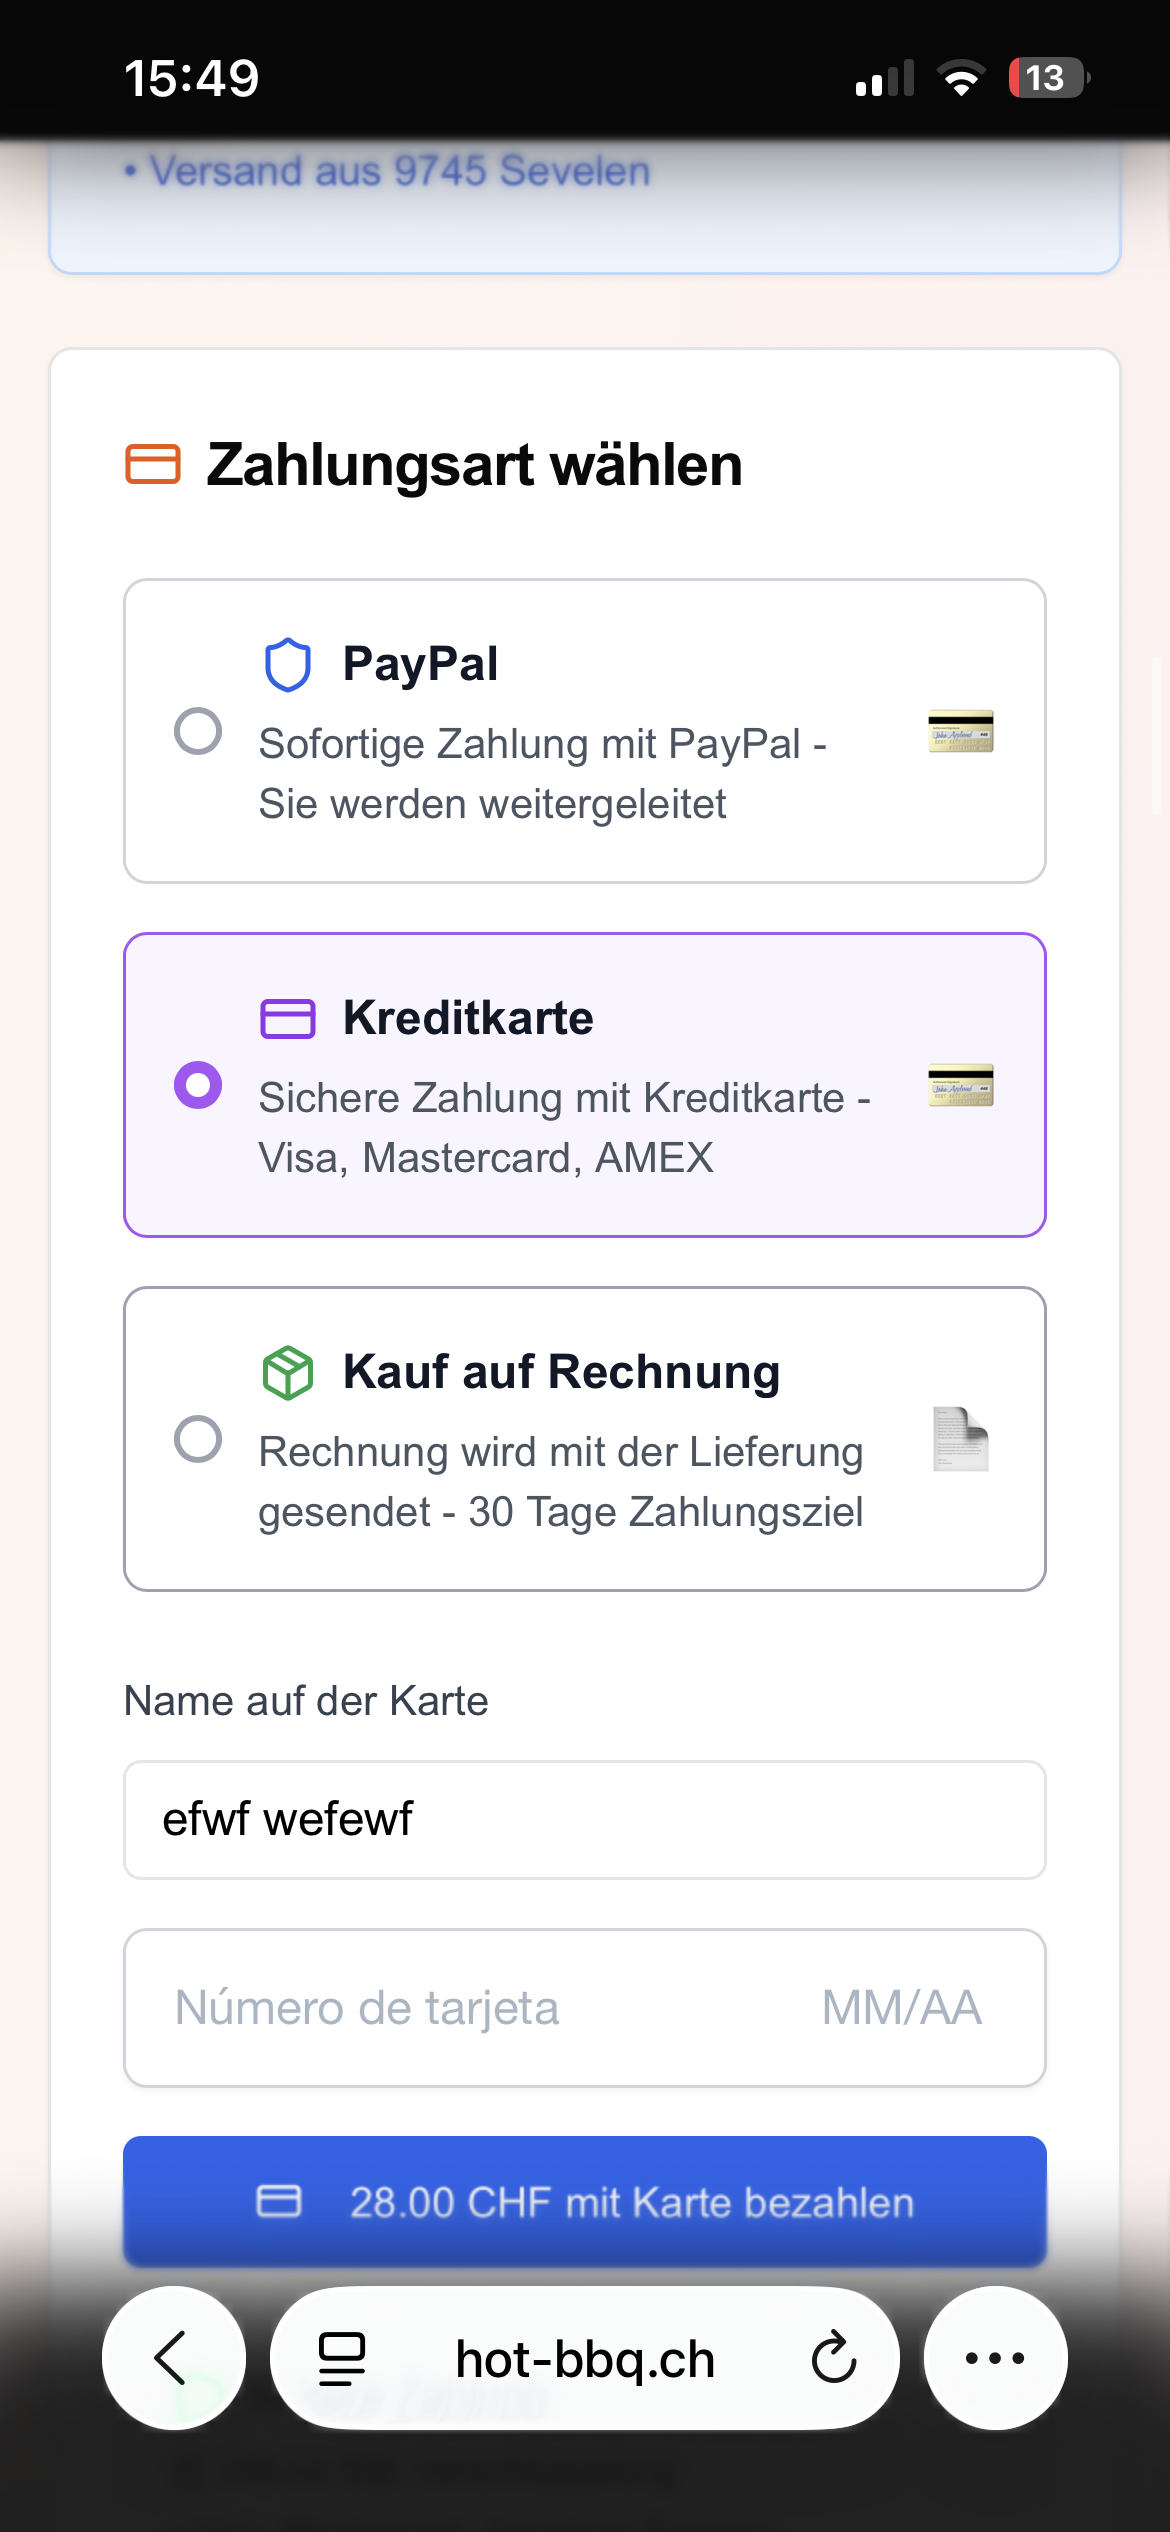 15:49
13
• Versand aus 9745 Sevelen
Zahlungsart wählen
PayPal
Sofortige Zahlung mit PayPal -
Sie werden weitergeleitet
Kreditkarte
Sichere Zahlung mit Kreditkarte -
Visa, Mastercard, AMEX
Kauf auf Rechnung
Rechnung wird mit der Lieferung
gesendet - 30 Tage Zahlungsziel
Name auf der Karte
efwf wefewf
Número de tarjeta MM/AA
28.00 CHF mit Karte bezahlen
hot-bbq.ch